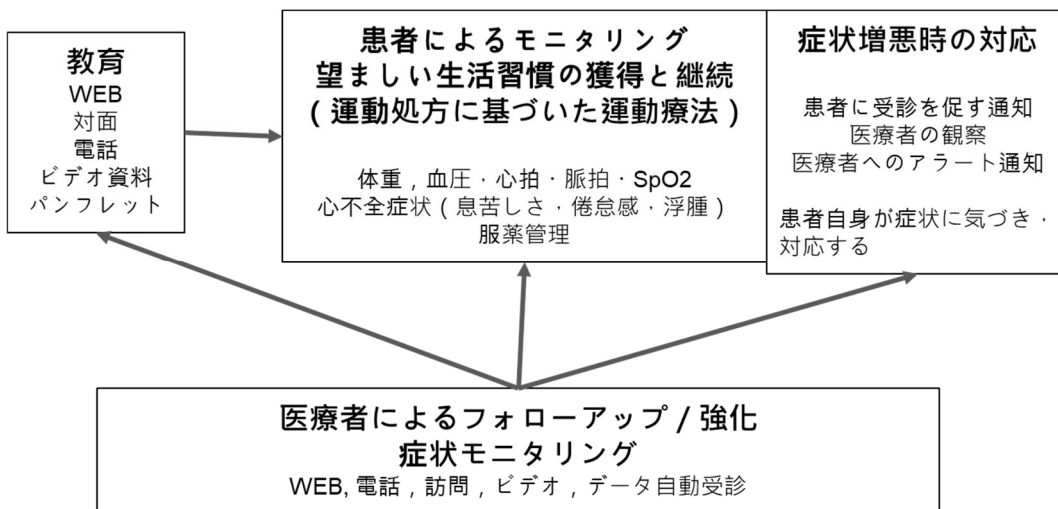 教育
WEB
対面
電話
ビデオ資料
パンフレット
患者によるモニタリング
望ましい生活習慣の獲得と継続
( 運動処方に基づいた運動療法 )
体重 , 血圧・心拍・脈拍・SpO2
心不全症状 ( 息苦しさ・倦怠感・浮腫 )
服薬管理
症状増悪時の対応
患者に受診を促す通知
医療者の観察
医療者へのアラート通知
患者自身が症状に気づき・
対応する
医療者によるフォローアップ / 強化
症状モニタリング
WEB, 電話 , 訪問 , ビデオ , データ自動受診